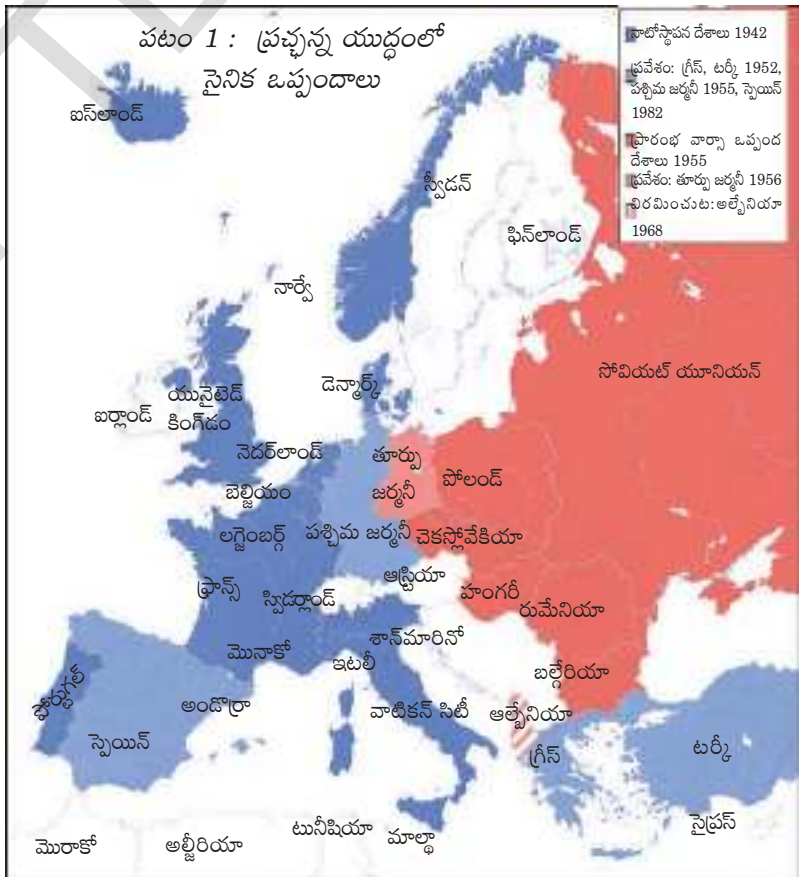 పటం 1 : ప్రచ్ఛన్న యుద్ధంలో
సైనిక ఒప్పందాలు
నాటోస్థాపన దేశాలు 1942
ప్రవేశం: గ్రీస్, టర్కీ 1952,
పశ్చిమ జర్మనీ 1955, స్పెయిన్
1982
ప్రారంభ వార్సా ఒప్పంద
దేశాలు 1955
ప్రవేశం: తూర్పు జర్మనీ 1956
విరమించుట:అల్బేనియా
1968
ఐస్‌లాండ్
స్వీడన్
ఫిన్‌లాండ్
నార్వే
సోవియట్ యూనియన్
డెన్మార్క్
యునైటెడ్
కింగ్‌డం
ఐర్లాండ్
నెదర్‌లాండ్
తూర్పు
జర్మనీ
పోలండ్
బెల్జియం
లగ్జెంబర్గ్
పశ్చిమ జర్మనీ
చెకస్లోవేకియా
ఆస్ట్రియా
ఫ్రాన్స్
స్విడర్లాండ్
హంగరీ
రుమేనియా
శాన్‌మారినో
మొనాకో
ఇటలీ
బల్గేరియా
పోర్చుగల్
అండొర్రా
వాటికన్ సిటీ
ఆల్బేనియా
స్పెయిన్
గ్రీస్
టర్కీ
సైప్రస్
టునీషియా
మాల్థా
మొరాకో
అల్జీరియా